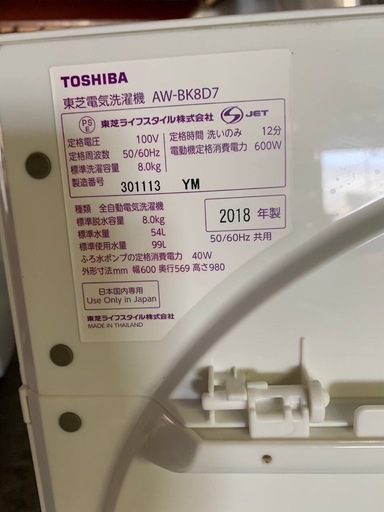 TOSHIBA
東芝電気洗濯機 AW-BK8D7
PS E 東芝ライフスタイル株式会社 S JET
定格電圧 100V 定格時間 洗いのみ 12分
定格周波数 50/60Hz 電動機定格消費電力 600W
標準洗濯容量 8.0kg
製造番号 301113 YM
種類 全自動電気洗濯機
標準脱水容量 8.0kg 2018 年製
標準水量 54L
標準使用水量 99L 50/60Hz 共用
ふろ水ポンプの定格消費電力 40W
外形寸法mm 幅600 奥行569 高さ980
日本国内専用
Use Only in Japan
東芝ライフスタイル株式会社
MADE IN THAILAND